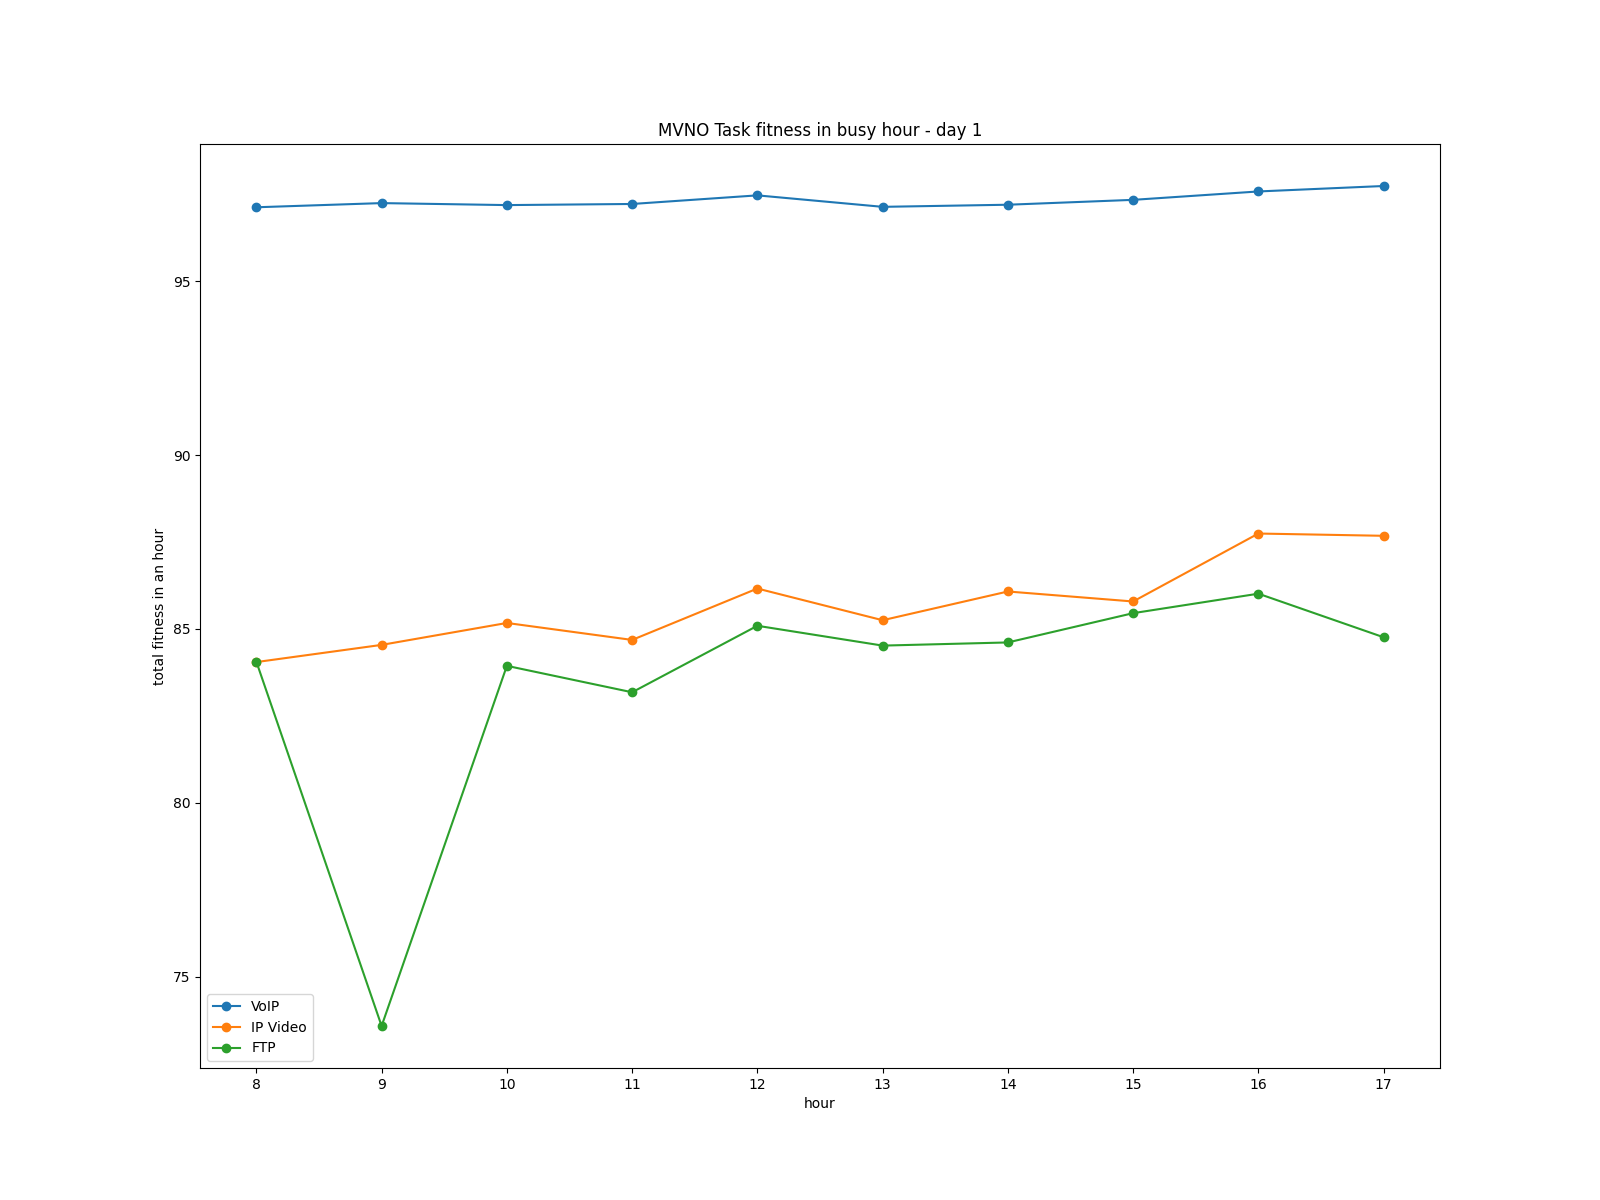 MVNO Task fitness in busy hour - day 1
total fitness in an hour
95
90
85
80
75
VoIP
IP Video
FTP
8 9 10 11 12 13 14 15 16 17
hour